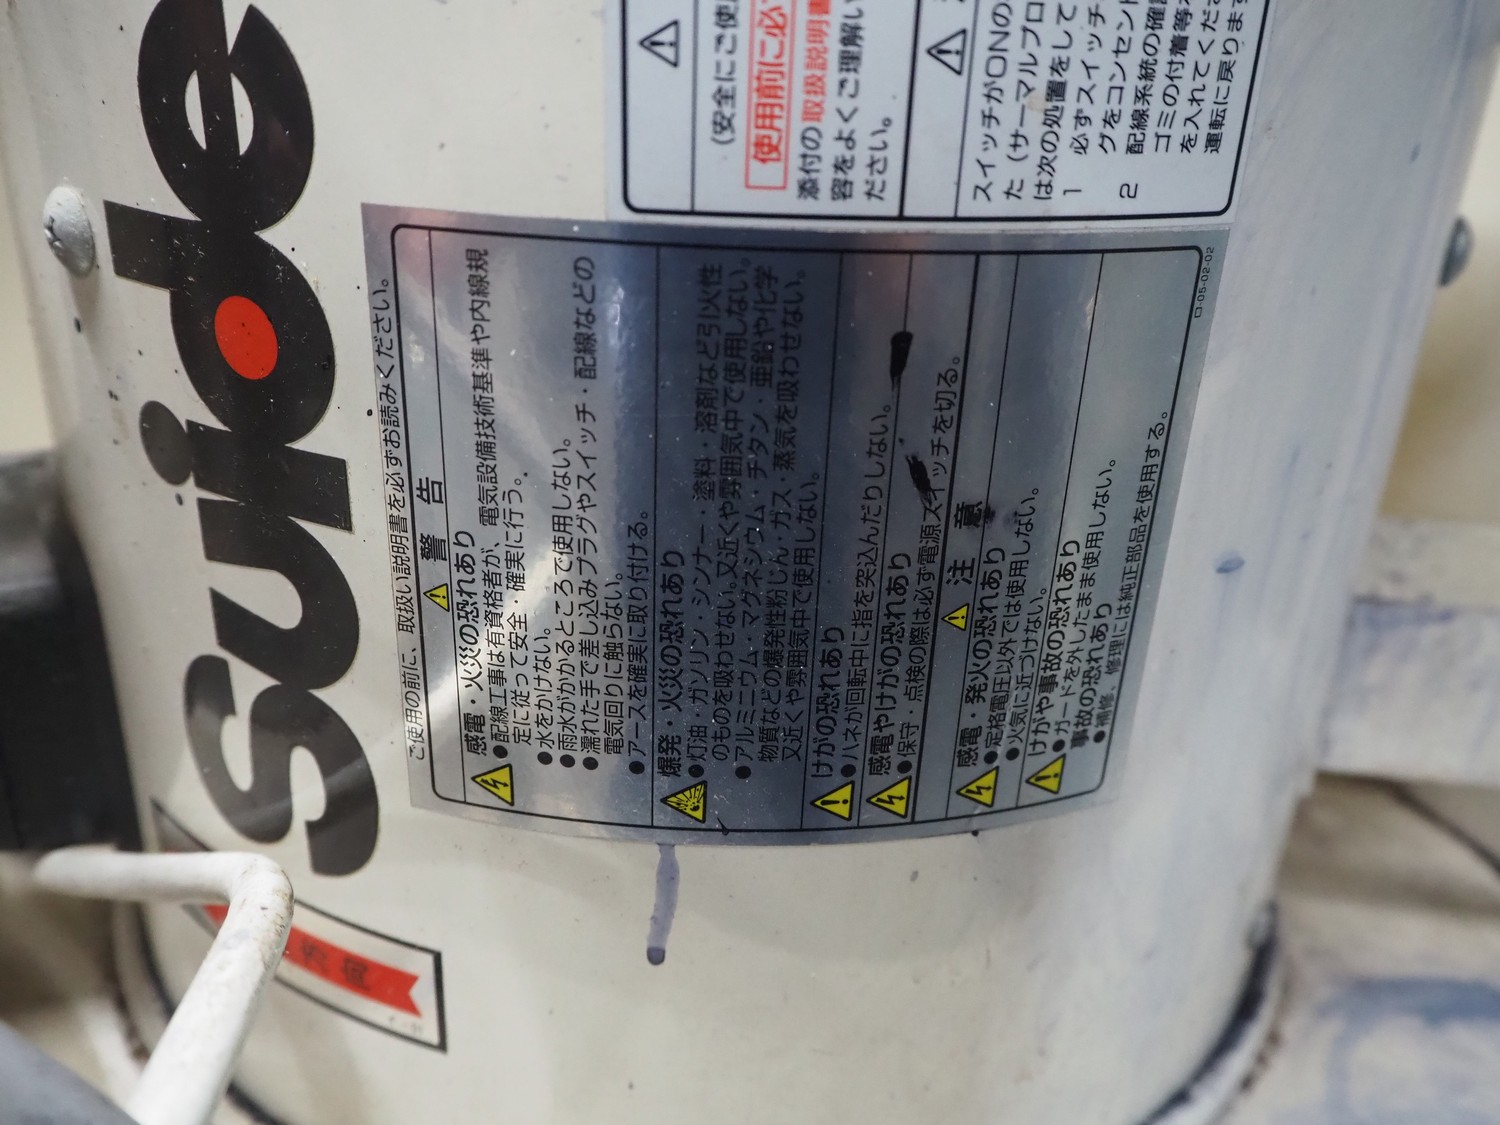 Suide
ご使用の前に、取扱い説明書を必ずお読みください。
警 告
感電・火災の恐れあり
●配線工事は有資格者が、電気設備技術基準や内線規
定に従って安全・確実に行う。
●水をかけない。
●雨水がかかるところで使用しない。
●濡れた手で差し込みプラグやスイッチ・配線などの
電気回りに触らない。
●アースを確実に取り付ける。
爆発・火災の恐れあり
●灯油・ガソリン・シンナー・塗料・溶剤など引火性
のものを吸わせない。又近くや雰囲気中で使用しない。
●アルミニウム・マグネシウム・チタン・亜鉛や化学
物質などの爆発性粉じん・ガス・蒸気を吸わせない。
又近くや雰囲気中で使用しない。
けがの恐れあり
●ハネが回転中に指を突込んだりしない。
感電やけがの恐れあり
●保守・点検の際は必ず電源スイッチを切る。
注 意
感電・発火の恐れあり
●定格電圧以外では使用しない。
●火気に近づけない。
けがや事故の恐れあり
●ガードを外したまま使用しない。
事故の恐れあり
●補修、修理には純正部品を使用する。
ロ-05-02-02
(安全にご使
使用前に必
添付の取扱説明書
容をよくご理解い
ださい。
スイッチがONの
た（サーマルプロ
は次の処置をして
1 必ずスイッチ
グをコンセント
2 配線系統の確
ゴミの付着等
を入れてくだ
運転に戻ります
方向